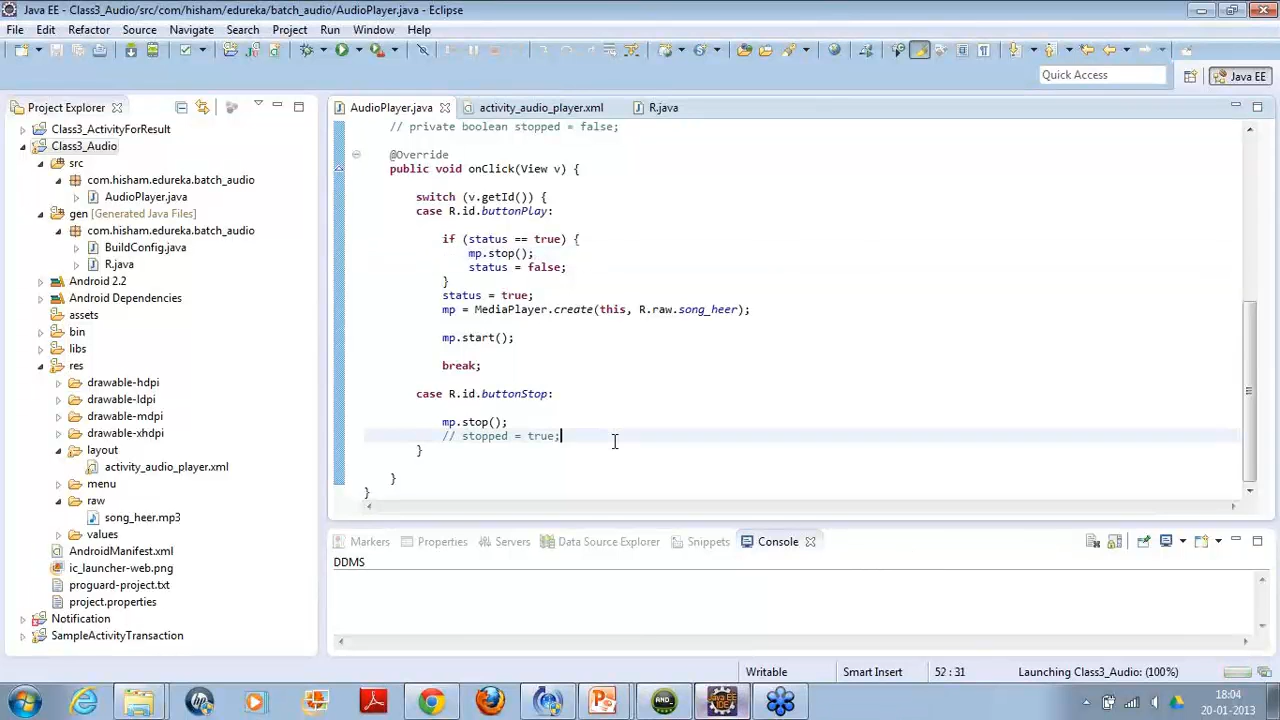 Java EE - Class3_Audio/src/com/hisham/edureka/batch_audio/AudioPlayer.java - Eclipse
File Edit Refactor Source Navigate Search Project Run Window Help
Quick Access
Java EE
Project Explorer
Class3_ActivityForResult
Class3_Audio
src
com.hisham.edureka.batch_audio
AudioPlayer.java
gen [Generated Java Files]
com.hisham.edureka.batch_audio
BuildConfig.java
R.java
Android 2.2
Android Dependencies
assets
bin
libs
res
drawable-hdpi
drawable-ldpi
drawable-mdpi
drawable-xhdpi
layout
activity_audio_player.xml
menu
raw
song_heer.mp3
values
AndroidManifest.xml
ic_launcher-web.png
proguard-project.txt
project.properties
Notification
SampleActivityTransaction
AudioPlayer.java activity_audio_player.xml R.java
// private boolean stopped = false;
@Override
public void onClick(View v) {
switch (v.getId()) {
case R.id.buttonPlay:
if (status == true) {
mp.stop();
status = false;
}
status = true;
mp = MediaPlayer.create(this, R.raw.song_heer);
mp.start();
break;
case R.id.buttonStop:
mp.stop();
// stopped = true;
}
}
}
Markers Properties Servers Data Source Explorer Snippets Console
DDMS
Writable Smart Insert 52 : 31 Launching Class3_Audio: (100%)
18:04
20-01-2013